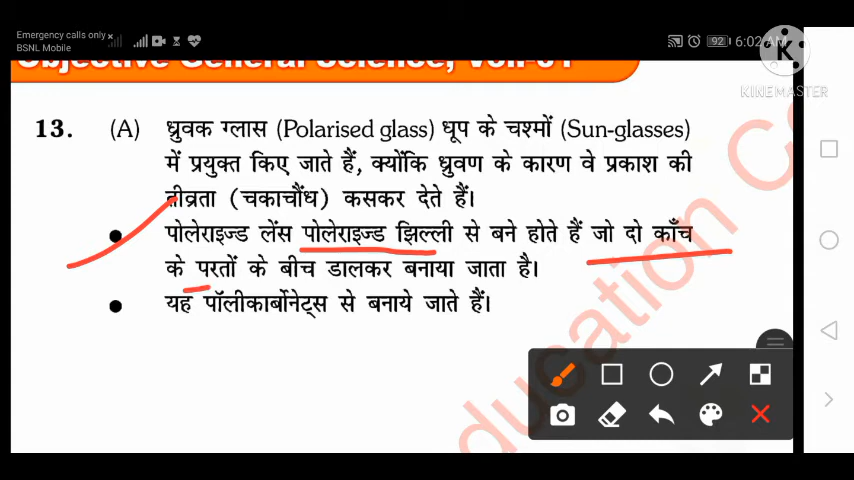 Emergency calls only
BSNL Mobile
92 6:02 AM
K
KINEMASTER
Objective General Science, Vol.-01
13. (A) ध्रुवक ग्लास (Polarised glass) धूप के चश्मों (Sun-glasses)
में प्रयुक्त किए जाते हैं, क्योंकि ध्रुवण के कारण वे प्रकाश की
तीव्रता (चकाचौंध) कसकर देते हैं।
● पोलेराइज्ड लेंस पोलेराइज्ड झिल्ली से बने होते हैं जो दो काँच
के परतों के बीच डालकर बनाया जाता है।
● यह पॉलीकार्बोनेट्स से बनाये जाते हैं।